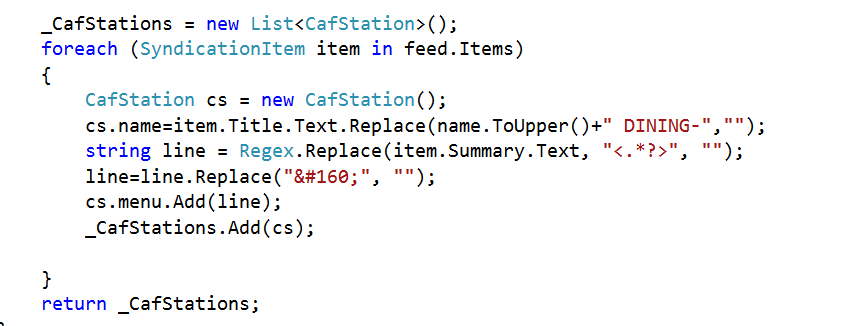 _CafStations = new List<CafStation>();
foreach (SyndicationItem item in feed.Items)
{
CafStation cs = new CafStation();
cs.name=item.Title.Text.Replace(name.ToUpper()+" DINING-","");
string line = Regex.Replace(item.Summary.Text, "<.*?>", "");
line=line.Replace("&#160;", "");
cs.menu.Add(line);
_CafStations.Add(cs);
}
return _CafStations;